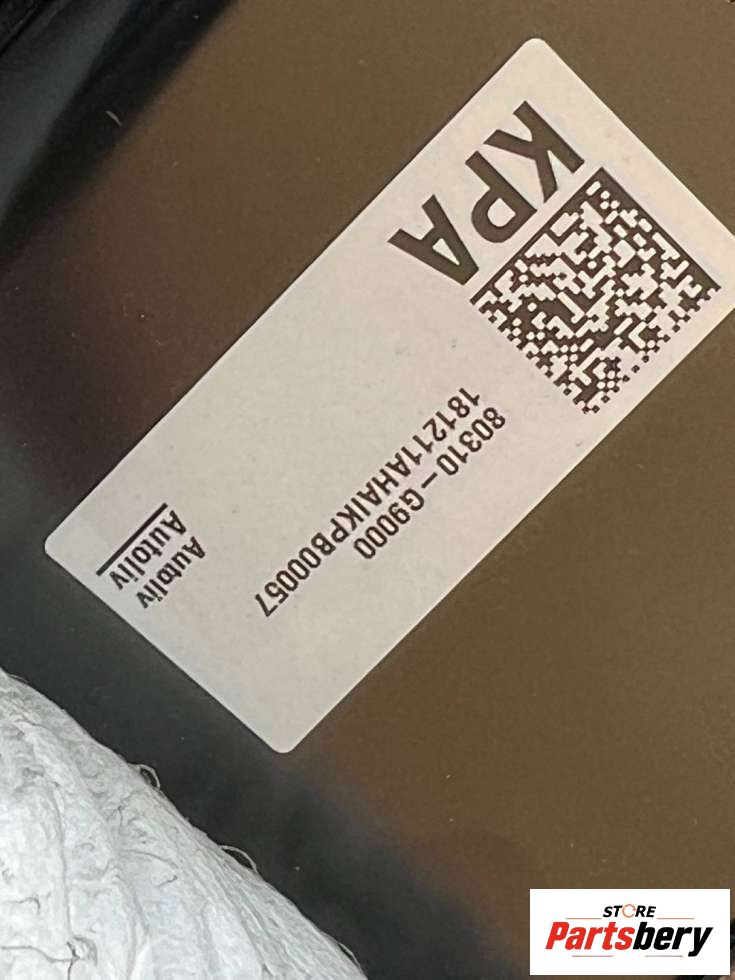 KPA
80310-G9000
181211AHAIKPB00057
Autoliv
Autoliv
STORE
Partsbery